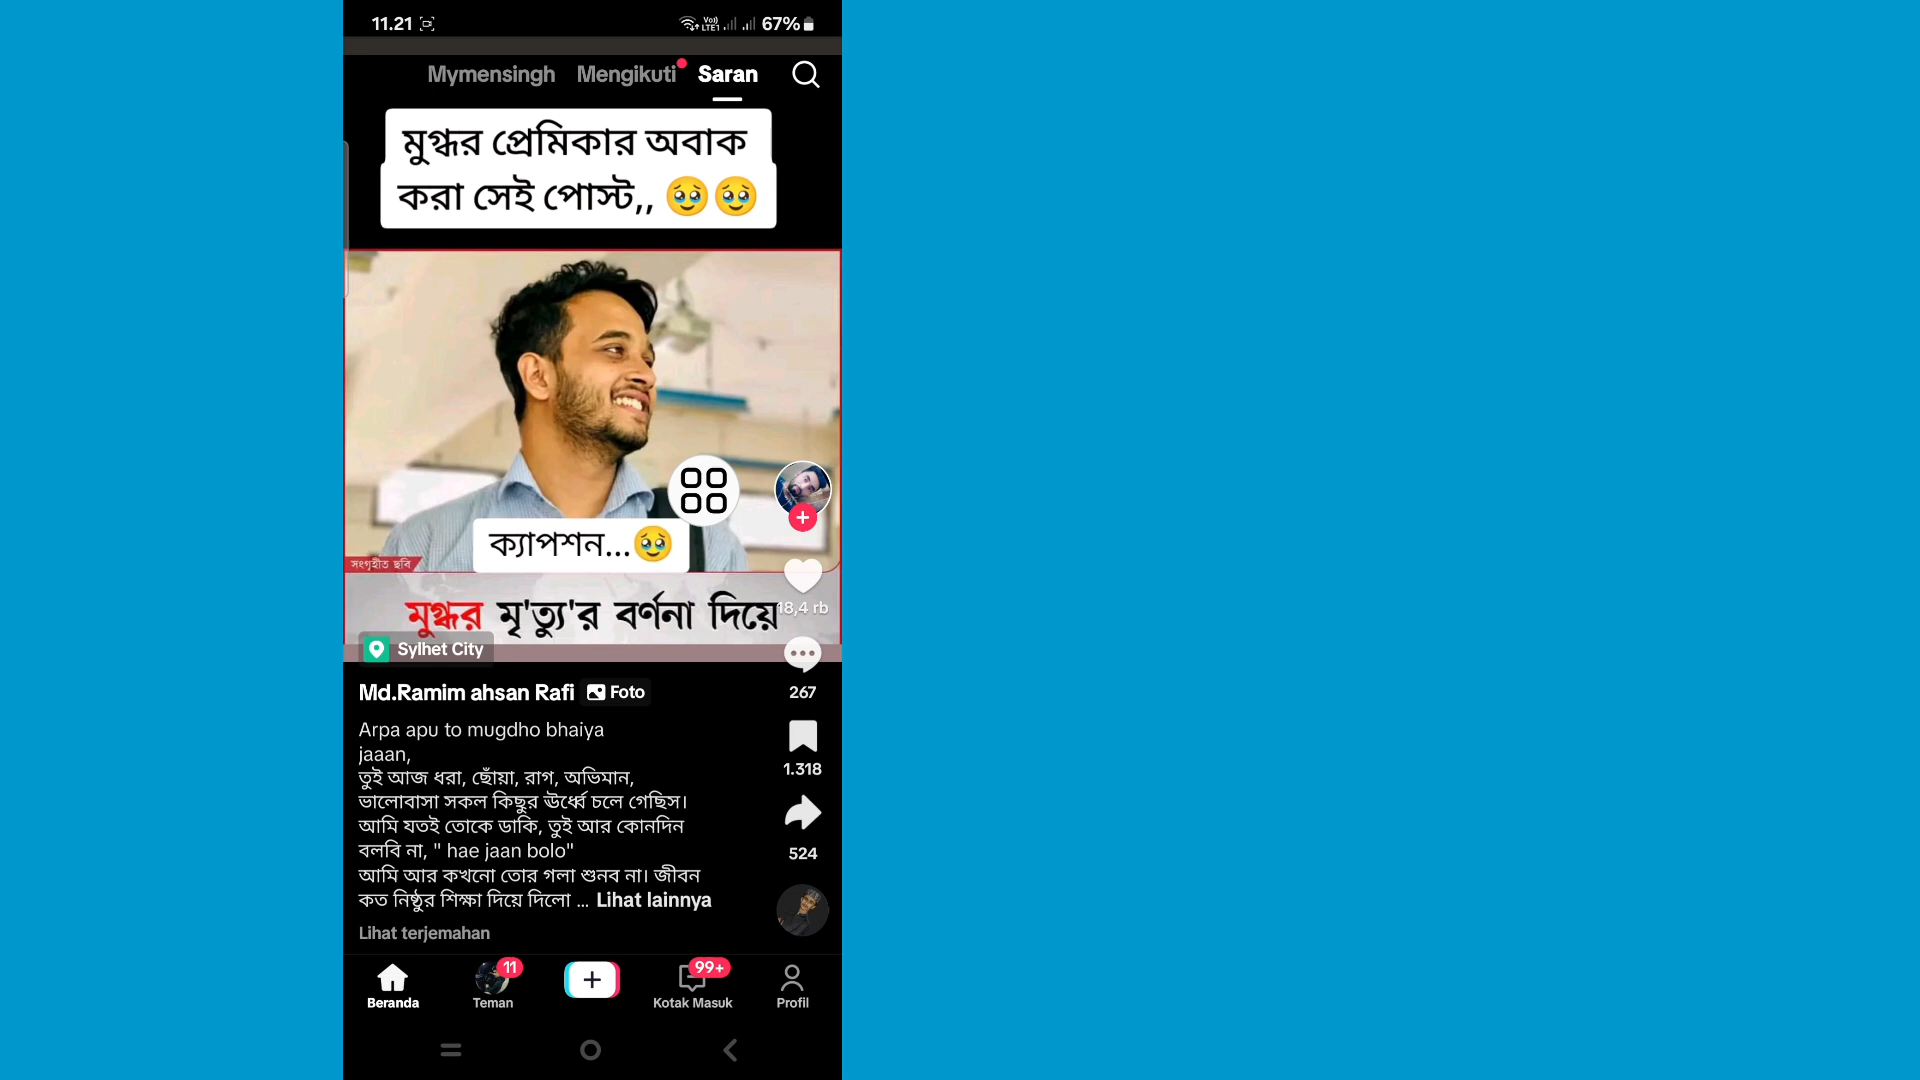 11.21
Vo)) LTE1 67%
Mymensingh Mengikuti Saran
মুগ্ধর প্রেমিকার অবাক
করা সেই পোস্ট,, 🥹🥹
ক্যাপশন...🥹
সংগৃহীত ছবি
মুগ্ধর মৃ'ত্যু'র বর্ণনা দিয়ে
18,4 rb
Sylhet City
267
Md.Ramim ahsan Rafi Foto
Arpa apu to mugdho bhaiya
jaaan,
তুই আজ ধরা, ছোঁয়া, রাগ, অভিমান,
ভালোবাসা সকল কিছুর ঊর্ধ্বে চলে গেছিস।
আমি যতই তোকে ডাকি, তুই আর কোনদিন
বলবি না, " hae jaan bolo"
আমি আর কখনো তোর গলা শুনব না। জীবন
কত নিষ্ঠুর শিক্ষা দিয়ে দিলো ... Lihat lainnya
1.318
524
Lihat terjemahan
11
99+
Beranda Teman Kotak Masuk Profil